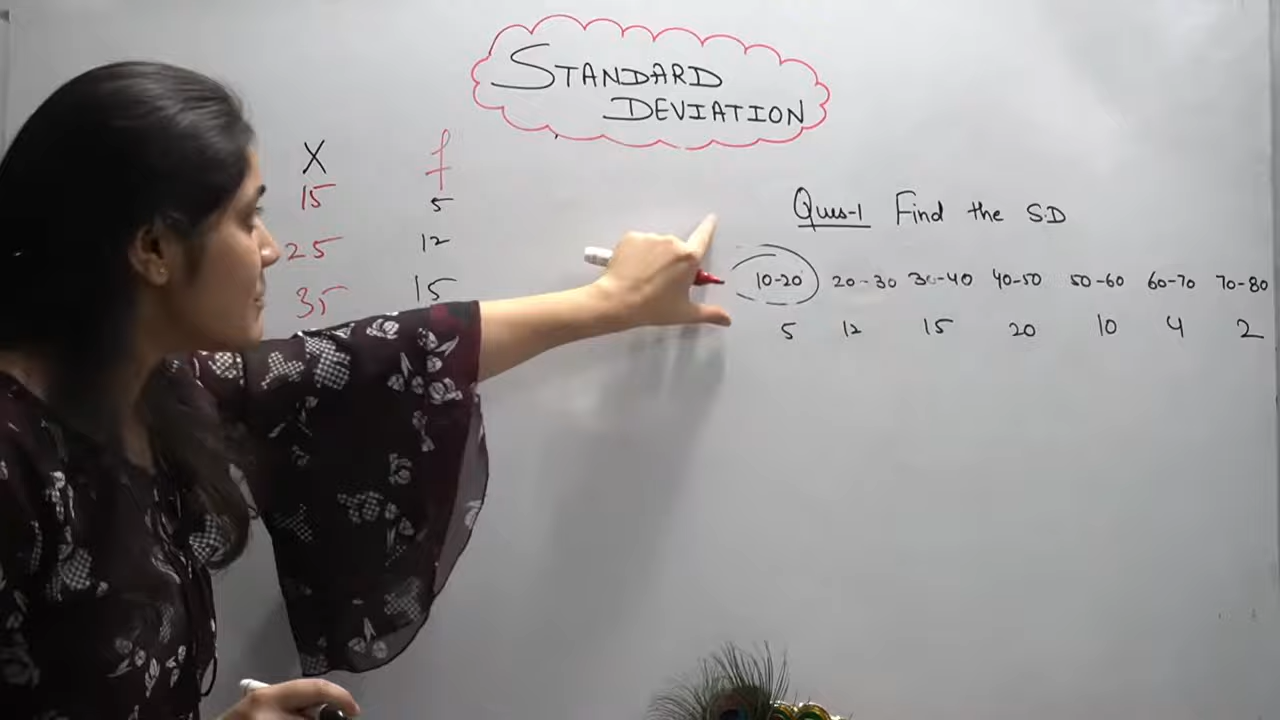 STANDARD
DEVIATION
X f
15 5
25 12
35 15
Ques-1 Find the S.D
10-20 20-30 30-40 40-50 50-60 60-70 70-80
5 12 15 20 10 4 2